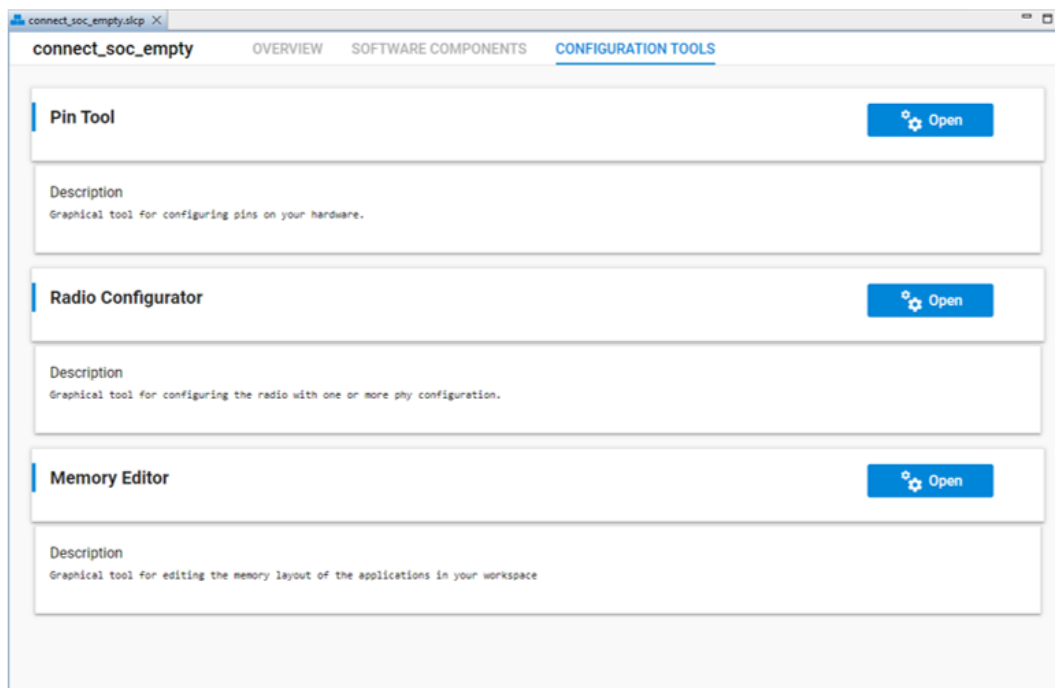 connect_soc_empty.slcp
connect_soc_empty OVERVIEW SOFTWARE COMPONENTS CONFIGURATION TOOLS
Pin Tool Open
Description
Graphical tool for configuring pins on your hardware.
Radio Configurator Open
Description
Graphical tool for configuring the radio with one or more phy configuration.
Memory Editor Open
Description
Graphical tool for editing the memory layout of the applications in your workspace